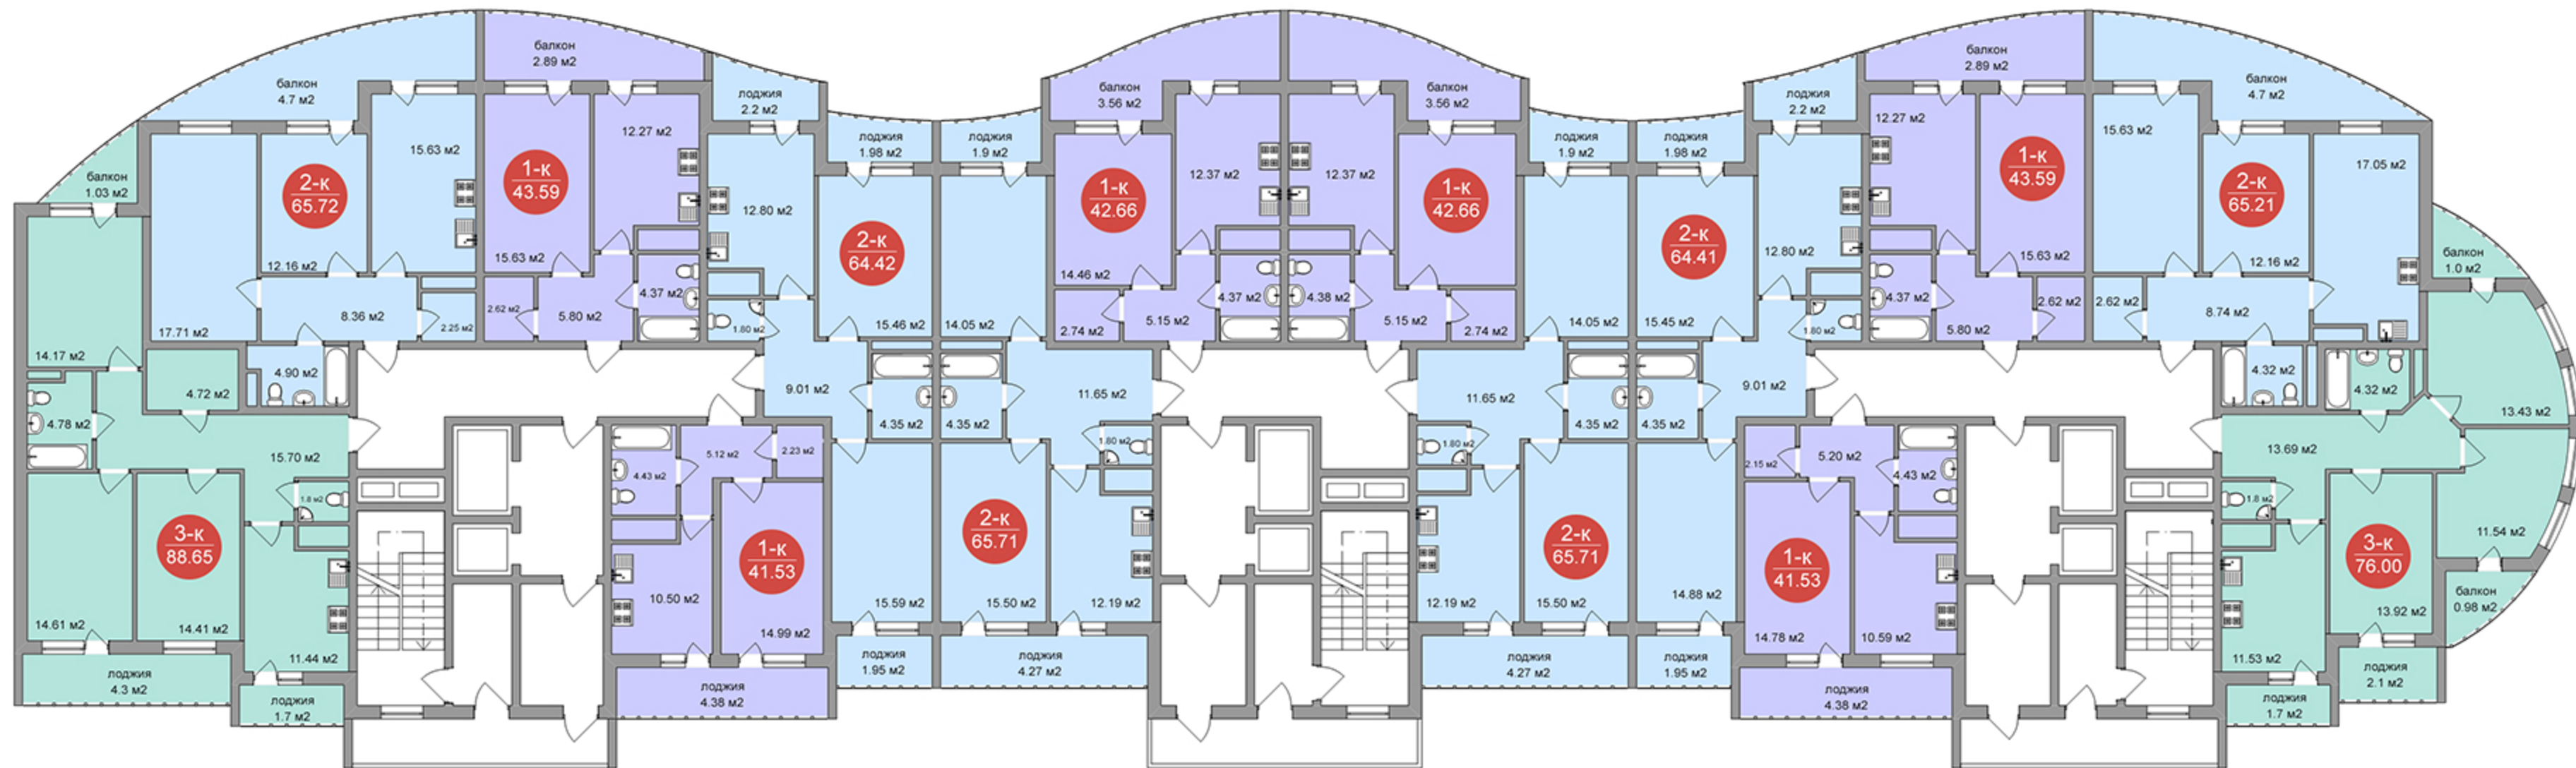 балкон
1.03 м2
14.17 м2
4.78 м2
4.72 м2
15.70 м2
1.8 м2
3-к
88.65
14.61 м2
14.41 м2
11.44 м2
лоджия
4.3 м2
лоджия
1.7 м2
балкон
4.7 м2
2-к
65.72
15.63 м2
12.16 м2
17.71 м2
8.36 м2
2.25 м2
4.90 м2
балкон
2.89 м2
1-к
43.59
12.27 м2
15.63 м2
2.62 м2
5.80 м2
4.37 м2
лоджия
2.2 м2
12.80 м2
1.80 м2
лоджия
1.98 м2
2-к
64.42
15.46 м2
9.01 м2
4.35 м2
15.59 м2
лоджия
1.95 м2
4.43 м2
5.12 м2
2.23 м2
1-к
41.53
10.50 м2
14.99 м2
лоджия
4.38 м2
лоджия
1.9 м2
14.05 м2
4.35 м2
11.65 м2
1.80 м2
2-к
65.71
15.50 м2
12.19 м2
лоджия
4.27 м2
балкон
3.56 м2
1-к
42.66
12.37 м2
14.46 м2
2.74 м2
5.15 м2
4.37 м2
балкон
3.56 м2
12.37 м2
1-к
42.66
4.38 м2
5.15 м2
2.74 м2
лоджия
1.9 м2
14.05 м2
11.65 м2
4.35 м2
1.80 м2
2-к
65.71
12.19 м2
15.50 м2
лоджия
4.27 м2
лоджия
1.98 м2
лоджия
2.2 м2
2-к
64.41
12.80 м2
15.45 м2
1.80 м2
9.01 м2
4.35 м2
14.88 м2
лоджия
1.95 м2
2.15 м2
5.20 м2
4.43 м2
1-к
41.53
14.78 м2
10.59 м2
лоджия
4.38 м2
балкон
2.89 м2
12.27 м2
1-к
43.59
15.63 м2
4.37 м2
5.80 м2
2.62 м2
балкон
4.7 м2
15.63 м2
2-к
65.21
17.05 м2
12.16 м2
2.62 м2
8.74 м2
4.32 м2
балкон
1.0 м2
4.32 м2
13.43 м2
13.69 м2
1.8 м2
11.54 м2
3-к
76.00
13.92 м2
11.53 м2
балкон
0.98 м2
лоджия
2.1 м2
лоджия
1.7 м2